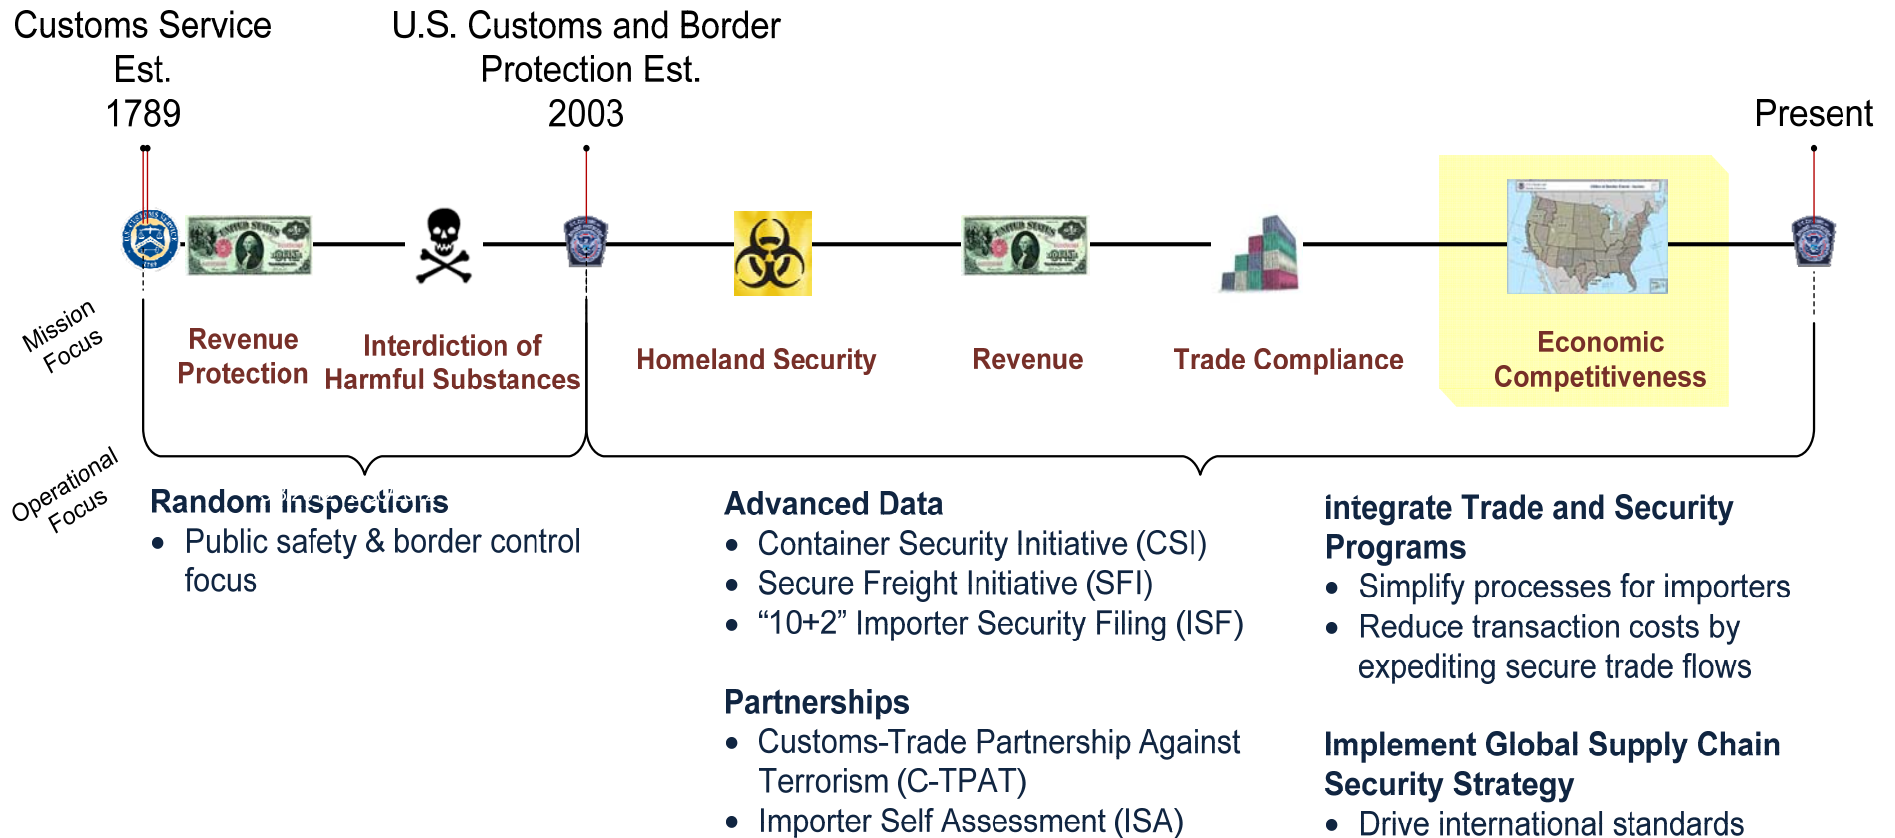 Customs Service
Est.
1789
U.S. Customs and Border
Protection Est.
2003
Present
Mission
Focus
Revenue
Protection
Interdiction of
Harmful Substances
Homeland Security
Revenue
Trade Compliance
Economic
Competitiveness
Operational
Focus
Random Inspections
• Public safety & border control
focus
Advanced Data
• Container Security Initiative (CSI)
• Secure Freight Initiative (SFI)
• “10+2” Importer Security Filing (ISF)
Partnerships
• Customs-Trade Partnership Against
Terrorism (C-TPAT)
• Importer Self Assessment (ISA)
integrate Trade and Security
Programs
• Simplify processes for importers
• Reduce transaction costs by
expediting secure trade flows
Implement Global Supply Chain
Security Strategy
• Drive international standards